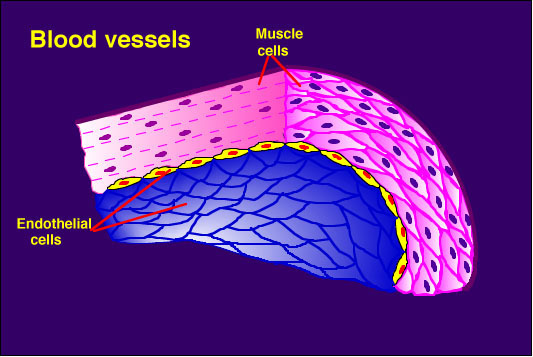 Blood vessels
Muscle
cells
Endothelial
cells